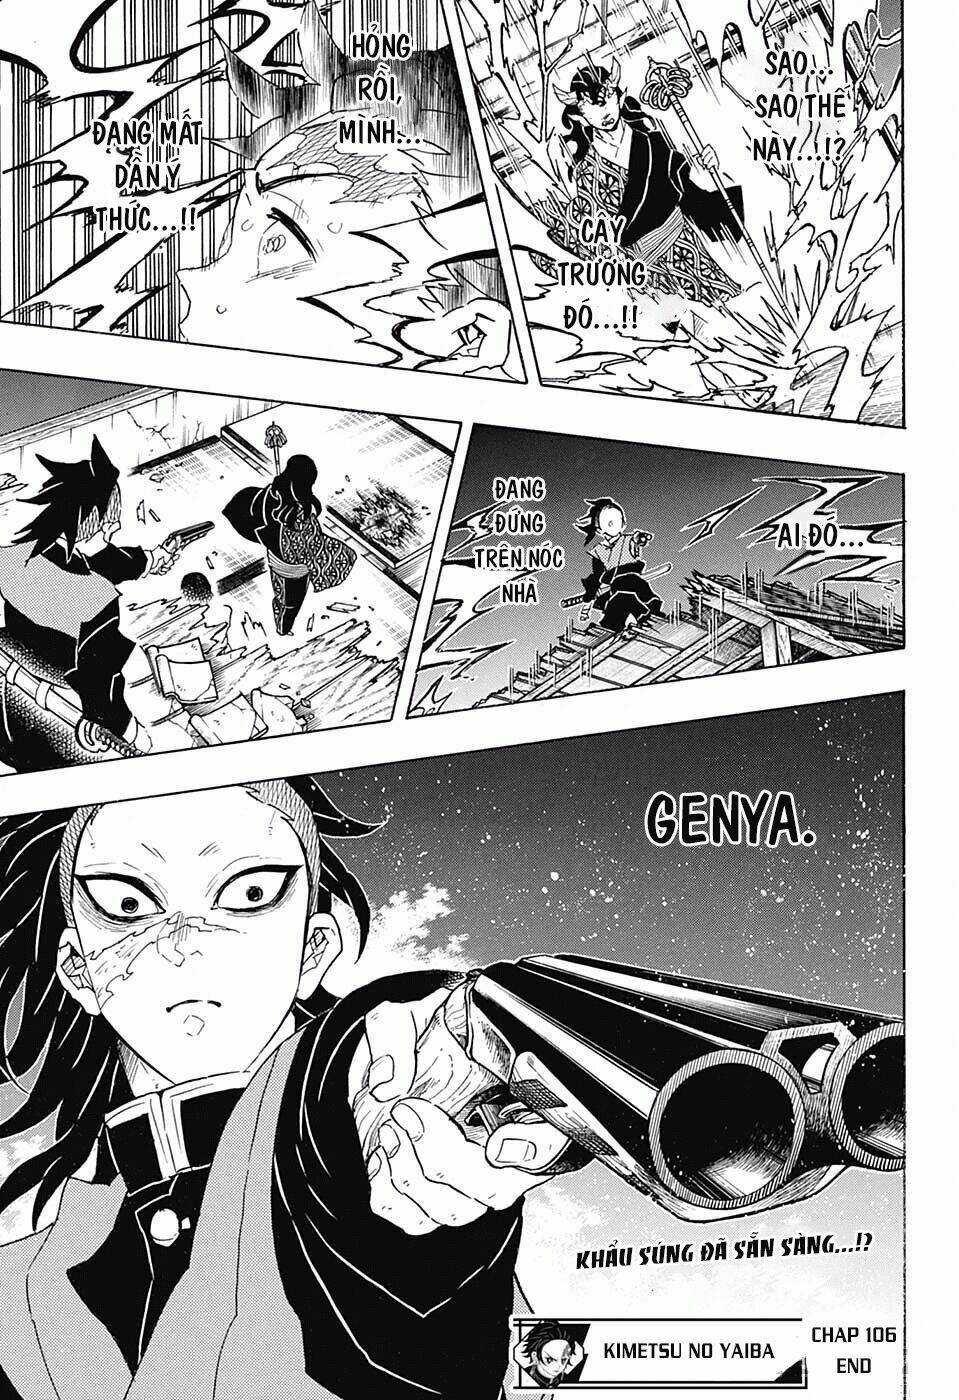 SAO...
SAO THẾ
NÀY...!?
CÂY
TRƯỢNG
ĐÓ...!!
HỎNG
RỒI,
MÌNH...
ĐANG MẤT
DẦN Ý
THỨC...!!
AI ĐÓ...
ĐANG
ĐỨNG
TRÊN NÓC
NHÀ
GENYA.
KHẨU SÚNG ĐÃ SẴN SÀNG...!?
KIMETSU NO YAIBA
CHAP 106
END